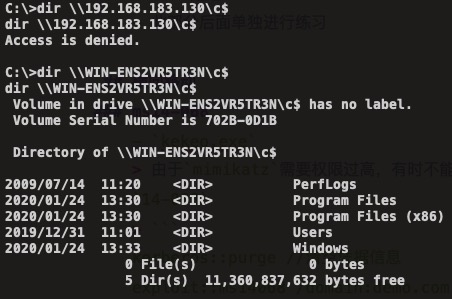 C:\>dir \\192.168.183.130\c$
dir \\192.168.183.130\c$
Access is denied.
C:\>dir \\WIN-ENS2VR5TR3N\c$
dir \\WIN-ENS2VR5TR3N\c$
 Volume in drive \\WIN-ENS2VR5TR3N\c$ has no label.
 Volume Serial Number is 702B-0D1B
 Directory of \\WIN-ENS2VR5TR3N\c$
2009/07/14  11:20    <DIR>          PerfLogs
2020/01/24  13:30    <DIR>          Program Files
2020/01/24  13:30    <DIR>          Program Files (x86)
2019/12/31  11:01    <DIR>          Users
2020/01/24  13:33    <DIR>          Windows
               0 File(s)              0 bytes
               5 Dir(s)  11,360,837,632 bytes free